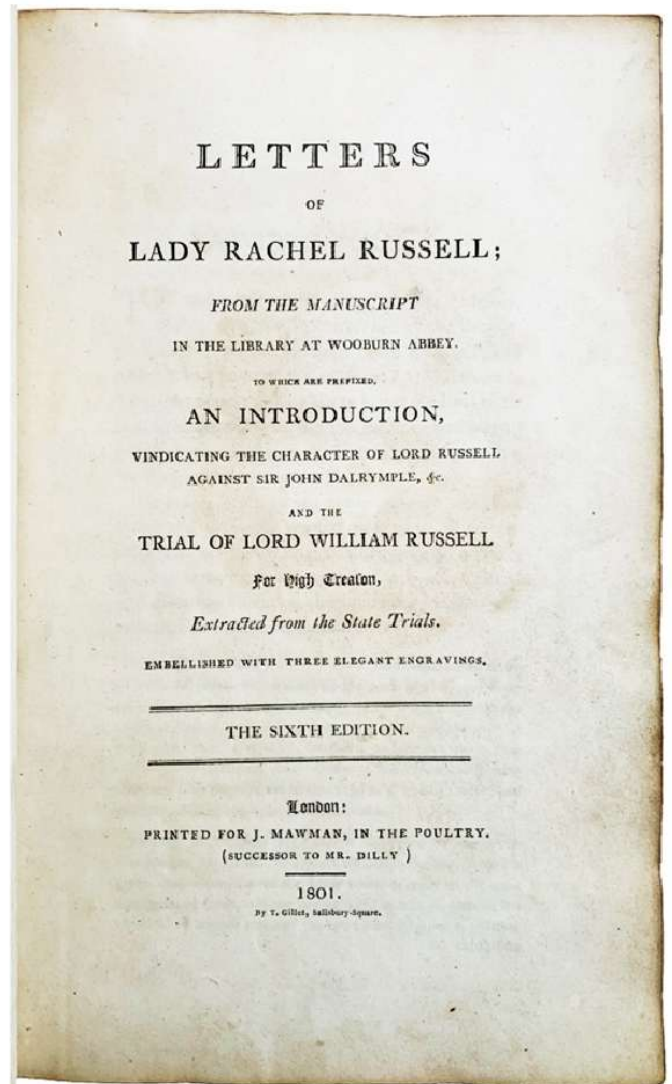 LETTERS
OF
LADY RACHEL RUSSELL;
FROM THE MANUSCRIPT
IN THE LIBRARY AT WOOBURN ABBEY.
TO WHICH ARE PREFIXED,
AN INTRODUCTION,
VINDICATING THE CHARACTER OF LORD RUSSELL
AGAINST SIR JOHN DALRYMPLE, &c.
AND THE
TRIAL OF LORD WILLIAM RUSSELL
For High Treaſon,
Extracted from the State Trials.
EMBELLISHED WITH THREE ELEGANT ENGRAVINGS.
THE SIXTH EDITION.
London:
PRINTED FOR J. MAWMAN, IN THE POULTRY.
(SUCCESSOR TO MR. DILLY )
1801.
By T. Gillet, Salisbury-Square.